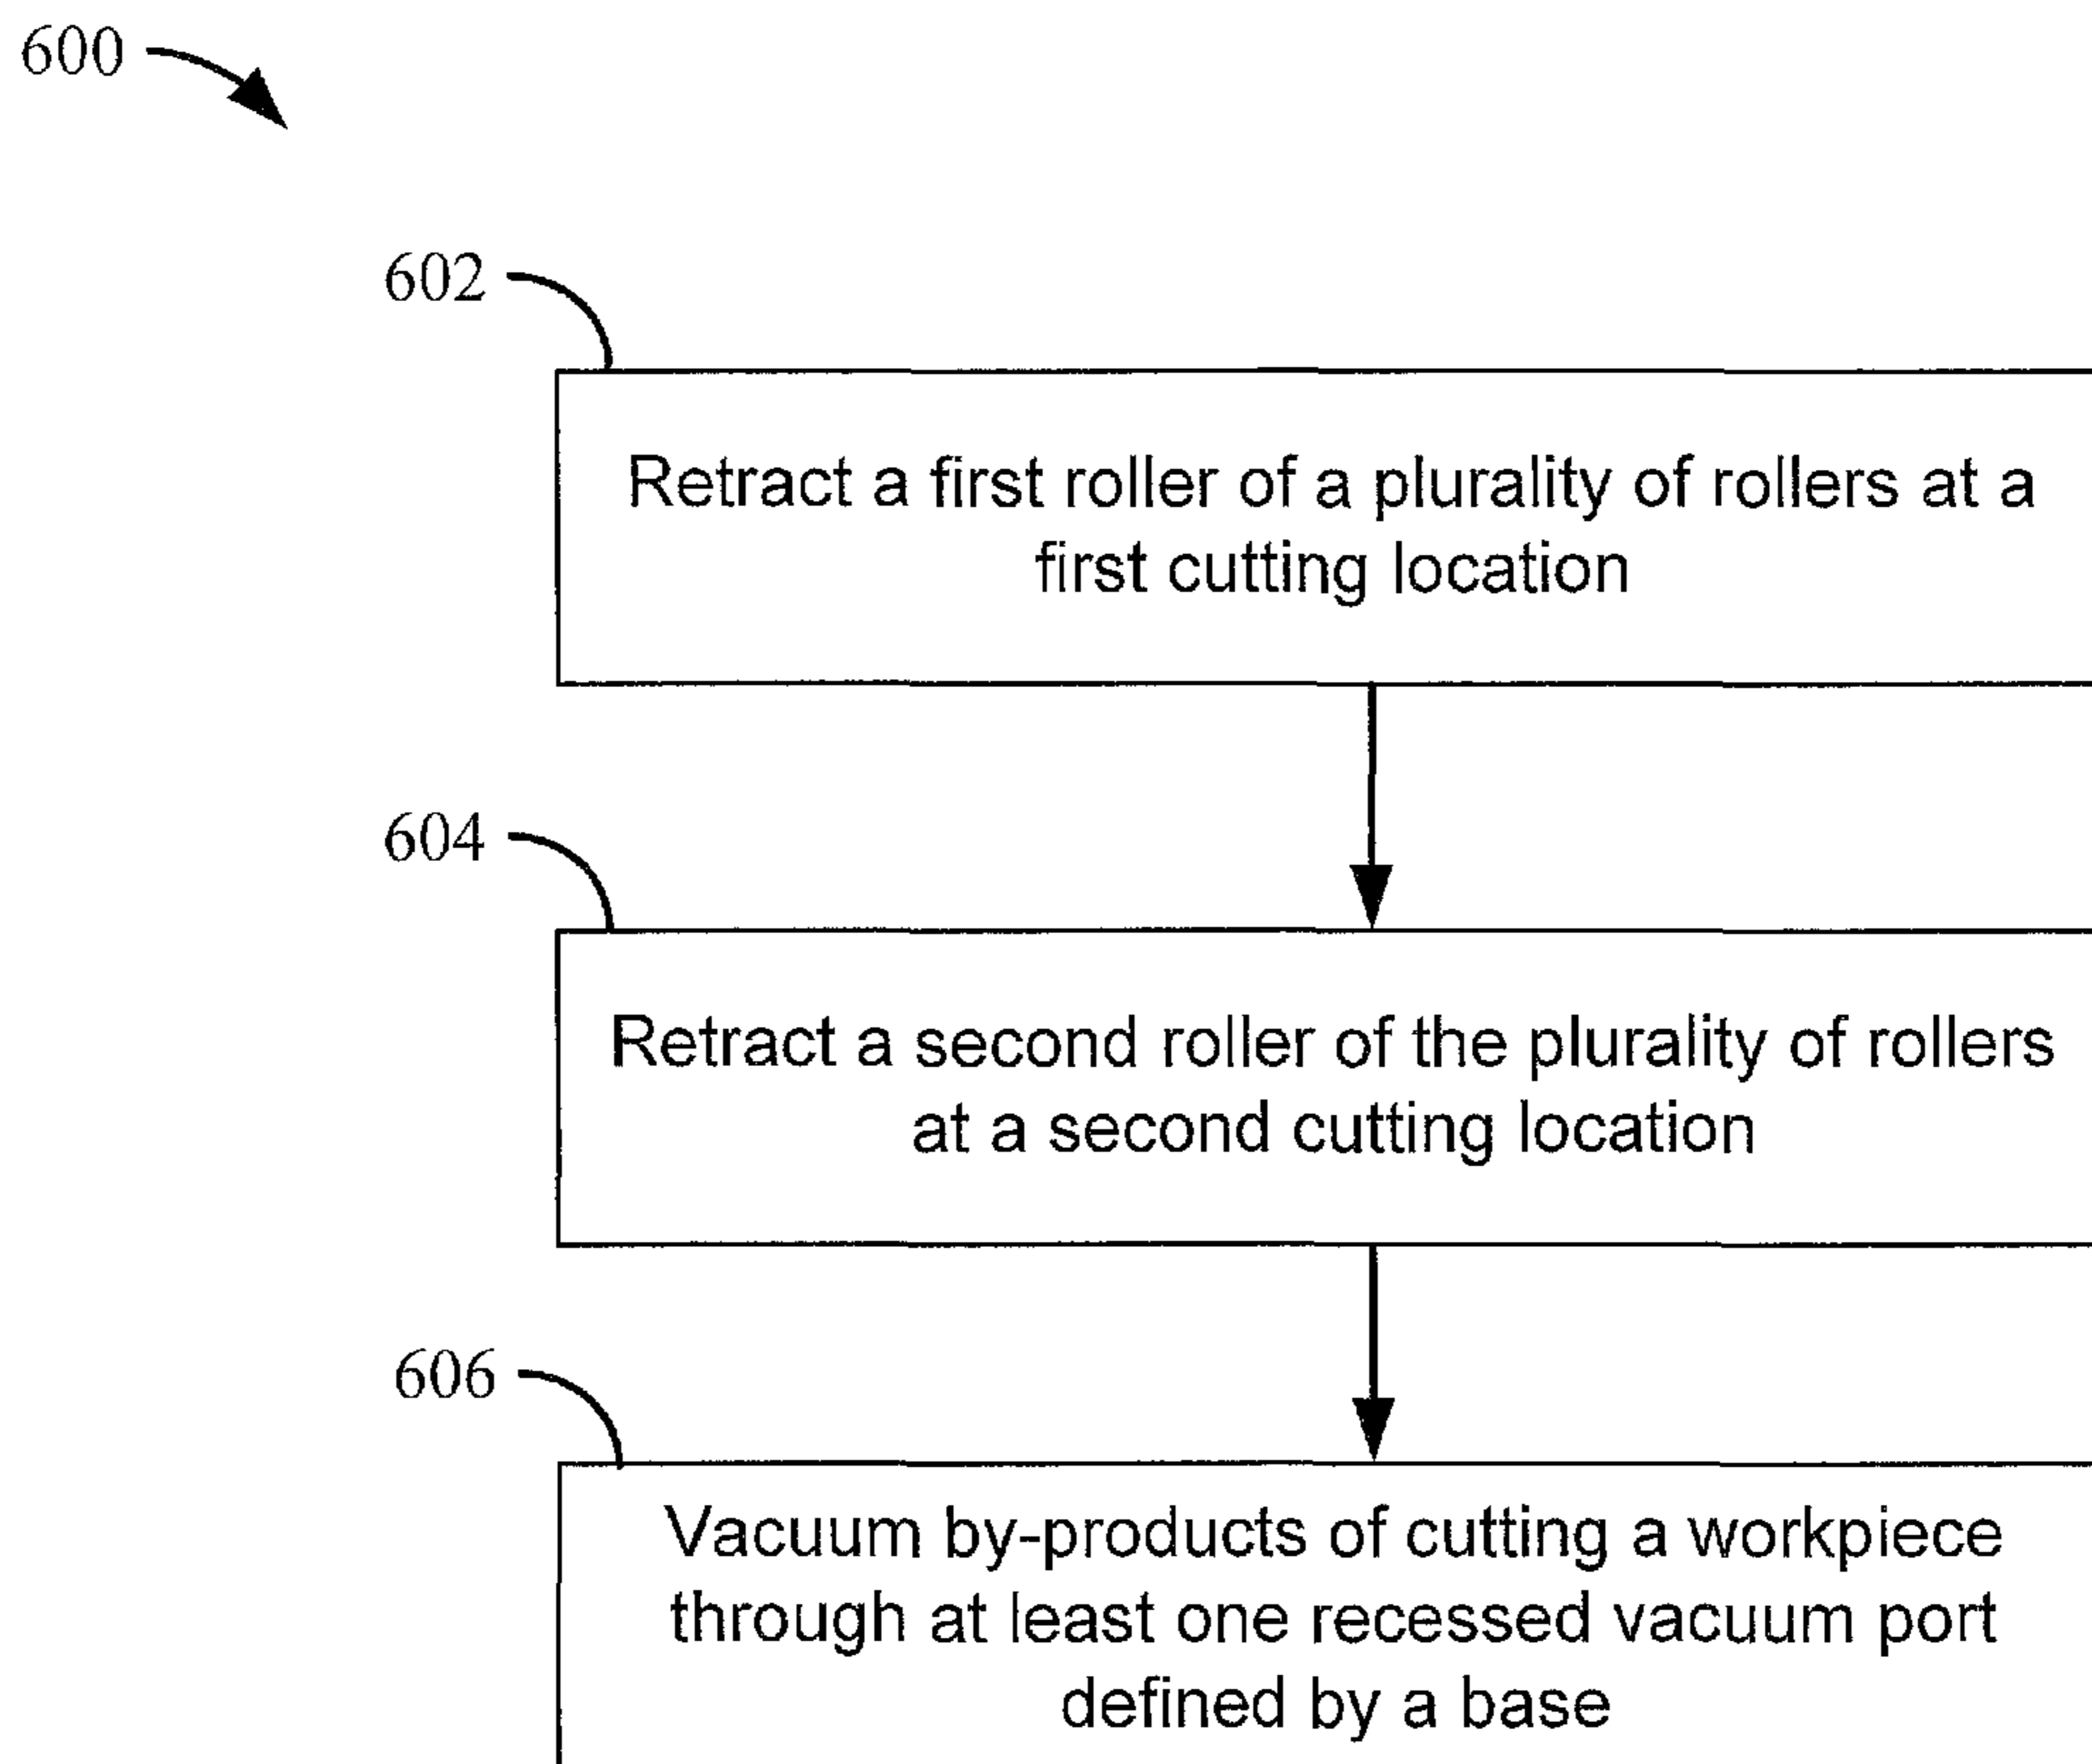 600
602
Retract a first roller of a plurality of rollers at a
first cutting location
604
Retract a second roller of the plurality of rollers
at a second cutting location
606
Vacuum by-products of cutting a workpiece
through at least one recessed vacuum port
defined by a base